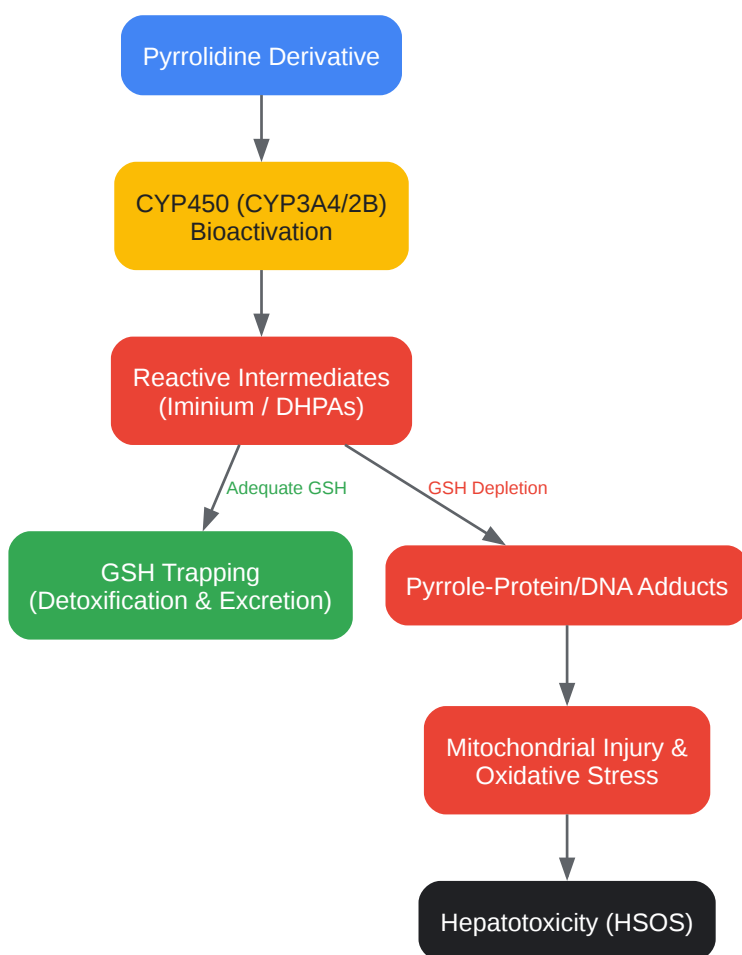 Pyrrolidine Derivative
CYP450 (CYP3A4/2B)
Bioactivation
Reactive Intermediates
(Iminium / DHPAs)
Adequate GSH
GSH Depletion
GSH Trapping
(Detoxification & Excretion)
Pyrrole-Protein/DNA Adducts
Mitochondrial Injury &
Oxidative Stress
Hepatotoxicity (HSOS)